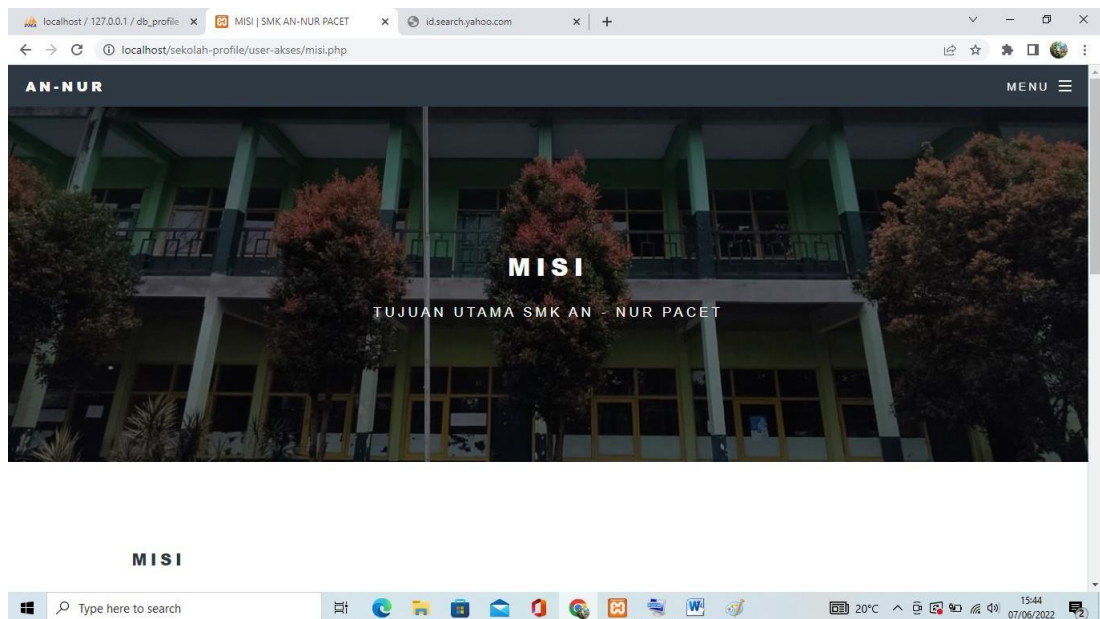 localhost / 127.0.0.1 / db_profile
MISI | SMK AN-NUR PACET
id.search.yahoo.com
localhost/sekolah-profile/user-akses/misi.php
AN-NUR
MENU
MISI
TUJUAN UTAMA SMK AN - NUR PACET
MISI
Type here to search
20°C
15:44
07/06/2022
2